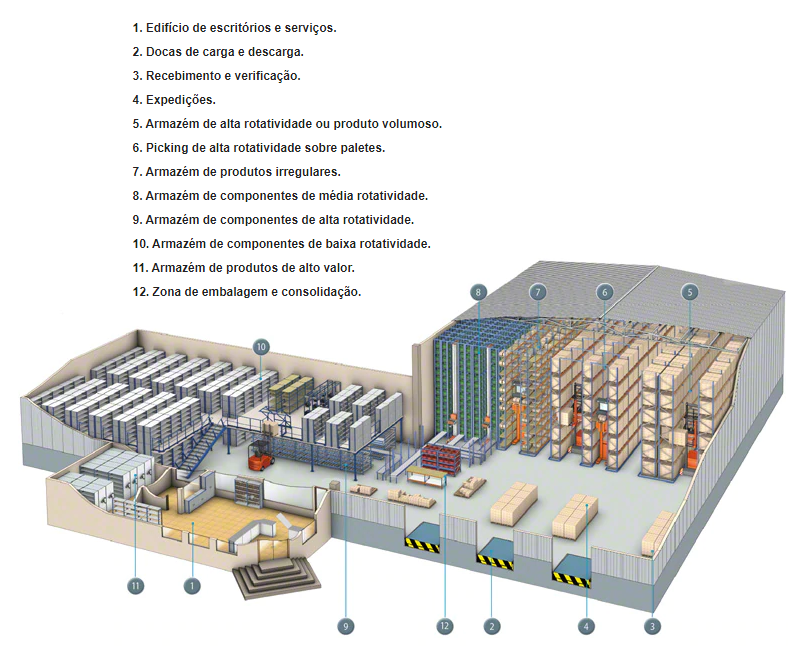 1. Edifício de escritórios e serviços.
2. Docas de carga e descarga.
3. Recebimento e verificação.
4. Expedições.
5. Armazém de alta rotatividade ou produto volumoso.
6. Picking de alta rotatividade sobre paletes.
7. Armazém de produtos irregulares.
8. Armazém de componentes de média rotatividade.
9. Armazém de componentes de alta rotatividade.
10. Armazém de componentes de baixa rotatividade.
11. Armazém de produtos de alto valor.
12. Zona de embalagem e consolidação.
8 7 6 5
10
11 1
9 12 2 4 3